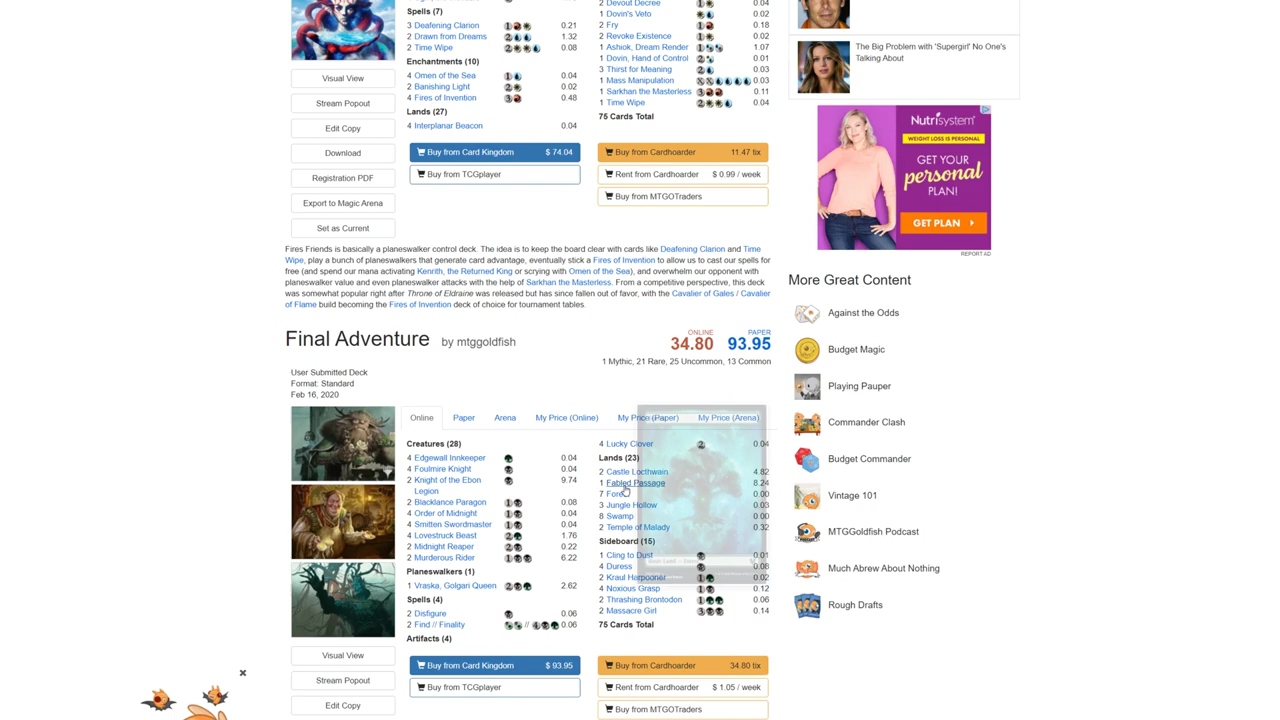 Spells (7)
3 Deafening Clarion 0.21
2 Drawn from Dreams 1.32
2 Time Wipe 0.08
Enchantments (10)
4 Omen of the Sea 0.04
2 Banishing Light 0.02
4 Fires of Invention 0.48
Lands (27)
4 Interplanar Beacon 0.04
2 Devout Decree 0.04
1 Dovin's Veto 0.02
2 Fry 0.18
2 Revoke Existence 0.02
1 Ashiok, Dream Render 1.07
1 Dovin, Hand of Control 0.01
3 Thirst for Meaning 0.03
1 Mass Manipulation 0.03
1 Sarkhan the Masterless 0.11
1 Time Wipe 0.04
75 Cards Total
Visual View
Stream Popout
Edit Copy
Download
Registration PDF
Export to Magic Arena
Set as Current
Buy from Card Kingdom $ 74.04
Buy from TCGplayer
Buy from Cardhoarder 11.47 tix
Rent from Cardhoarder $ 0.99 / week
Buy from MTGOTraders
The Big Problem with 'Supergirl' No One's
Talking About
Nutrisystem
WEIGHT LOSS IS PERSONAL
GET YOUR
personal
PLAN!
GET PLAN
REPORT AD
Fires Friends is basically a planeswalker control deck. The idea is to keep the board clear with cards like Deafening Clarion and Time
Wipe, play a bunch of planeswalkers that generate card advantage, eventually stick a Fires of Invention to allow us to cast our spells for
free (and spend our mana activating Kenrith, the Returned King or scrying with Omen of the Sea), and overwhelm our opponent with
planeswalker value and even planeswalker attacks with the help of Sarkhan the Masterless. From a competitive perspective, this deck
was somewhat popular right after Throne of Eldraine was released but has since fallen out of favor, with the Cavalier of Gales / Cavalier
of Flame build becoming the Fires of Invention deck of choice for tournament tables.
More Great Content
Against the Odds
Budget Magic
Playing Pauper
Commander Clash
Budget Commander
Vintage 101
MTGGoldfish Podcast
Much Abrew About Nothing
Rough Drafts
Final Adventure by mtggoldfish
ONLINE PAPER
34.80 93.95
1 Mythic, 21 Rare, 25 Uncommon, 13 Common
User Submitted Deck
Format: Standard
Feb 16, 2020
Online Paper Arena My Price (Online) My Price (Paper) My Price (Arena)
Creatures (28)
4 Edgewall Innkeeper 0.04
4 Foulmire Knight 0.04
2 Knight of the Ebon 9.74
Legion
2 Blacklance Paragon 0.08
4 Order of Midnight 0.04
4 Smitten Swordmaster 0.04
4 Lovestruck Beast 1.76
2 Midnight Reaper 0.22
2 Murderous Rider 6.22
Planeswalkers (1)
1 Vraska, Golgari Queen 2.62
Spells (4)
2 Disfigure 0.06
2 Find // Finality // 0.06
Artifacts (4)
4 Lucky Clover 0.04
Lands (23)
2 Castle Locthwain 4.82
1 Fabled Passage 8.24
7 Fore 0.00
3 Jungle Hollow 0.03
8 Swamp 0.00
2 Temple of Malady 0.32
Sideboard (15)
1 Cling to Dust 0.01
4 Duress 0.08
2 Kraul Harpooner 0.02
4 Noxious Grasp 0.12
2 Thrashing Brontodon 0.06
2 Massacre Girl 0.14
75 Cards Total
Visual View
Stream Popout
Edit Copy
Buy from Card Kingdom $ 93.95
Buy from TCGplayer
Buy from Cardhoarder 34.80 tix
Rent from Cardhoarder $ 1.05 / week
Buy from MTGOTraders